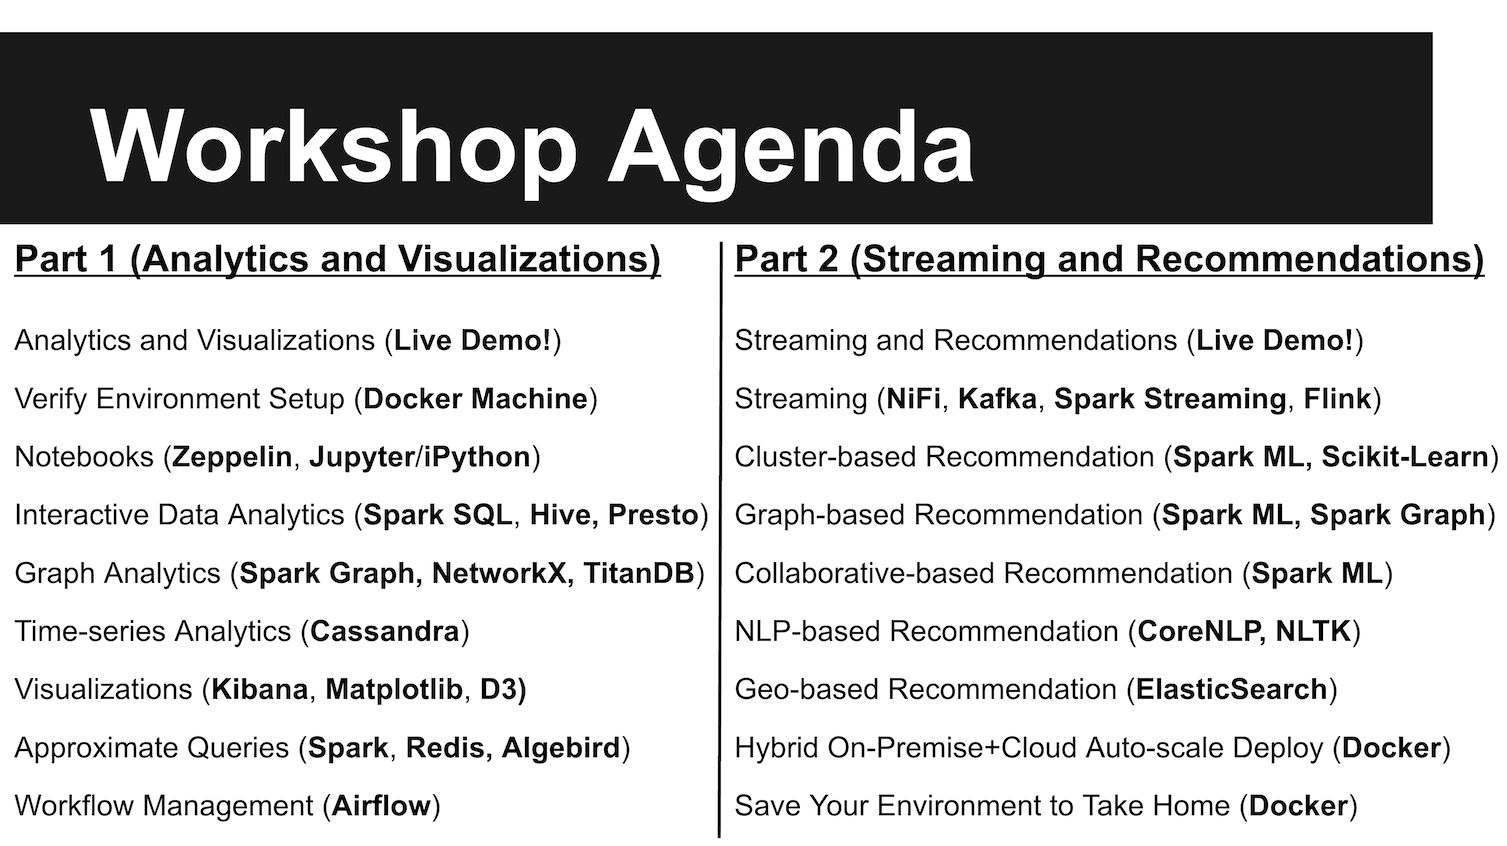 Workshop Agenda
Part 1 (Analytics and Visualizations)
Analytics and Visualizations (Live Demo!)
Verify Environment Setup (Docker Machine)
Notebooks (Zeppelin, Jupyter/iPython)
Interactive Data Analytics (Spark SQL, Hive, Presto)
Graph Analytics (Spark Graph, NetworkX, TitanDB)
Time-series Analytics (Cassandra)
Visualizations (Kibana, Matplotlib, D3)
Approximate Queries (Spark, Redis, Algebird)
Workflow Management (Airflow)
Part 2 (Streaming and Recommendations)
Streaming and Recommendations (Live Demo!)
Streaming (NiFi, Kafka, Spark Streaming, Flink)
Cluster-based Recommendation (Spark ML, Scikit-Learn)
Graph-based Recommendation (Spark ML, Spark Graph)
Collaborative-based Recommendation (Spark ML)
NLP-based Recommendation (CoreNLP, NLTK)
Geo-based Recommendation (ElasticSearch)
Hybrid On-Premise+Cloud Auto-scale Deploy (Docker)
Save Your Environment to Take Home (Docker)